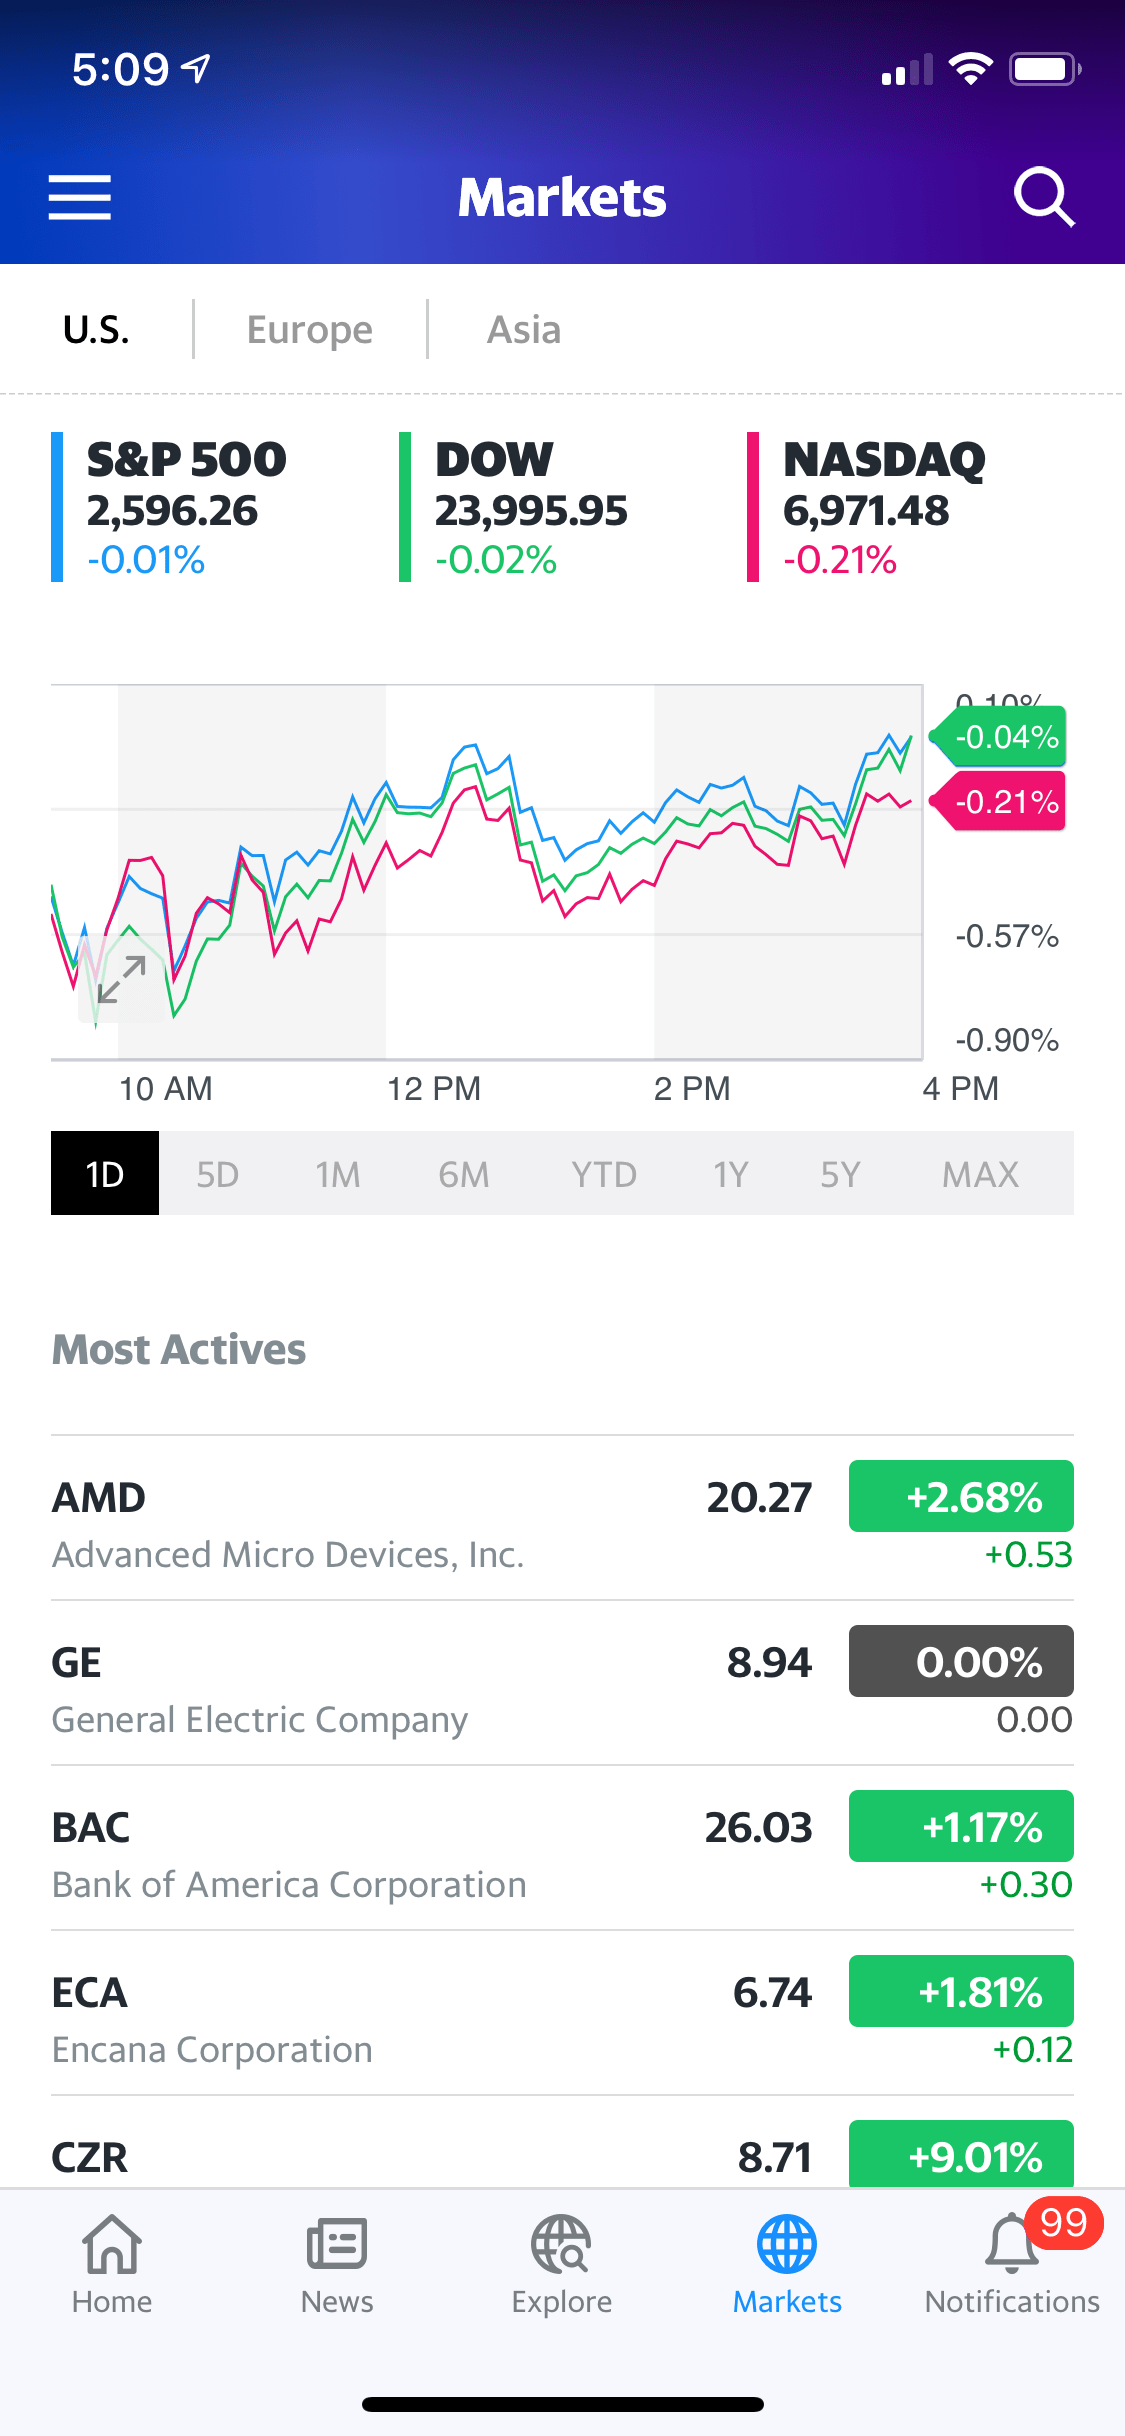 5:09
Markets
U.S. Europe Asia
S&P 500 DOW NASDAQ
2,596.26 23,995.95 6,971.48
-0.01% -0.02% -0.21%
0.10%
-0.04%
-0.21%
-0.57%
-0.90%
10 AM 12 PM 2 PM 4 PM
1D 5D 1M 6M YTD 1Y 5Y MAX
Most Actives
AMD 20.27 +2.68%
Advanced Micro Devices, Inc. +0.53
GE 8.94 0.00%
General Electric Company 0.00
BAC 26.03 +1.17%
Bank of America Corporation +0.30
ECA 6.74 +1.81%
Encana Corporation +0.12
CZR 8.71 +9.01%
99
Home News Explore Markets Notifications